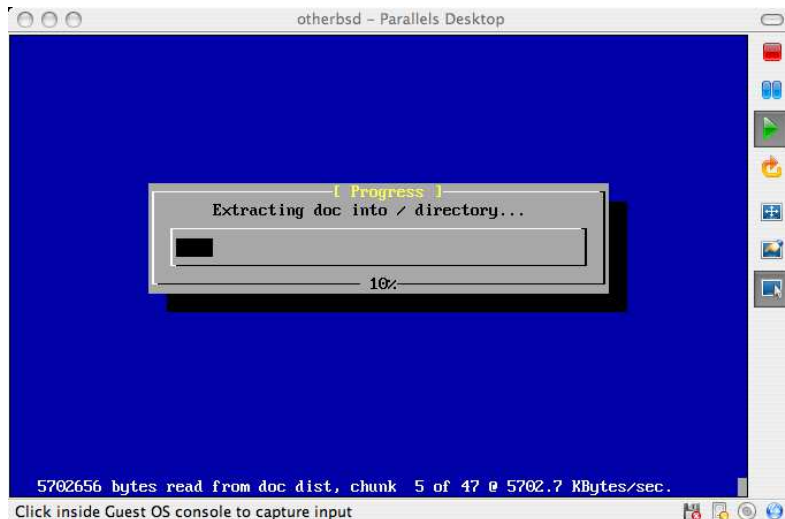 otherbsd – Parallels Desktop
[ Progress ]
Extracting doc into / directory...
10%
5702656 bytes read from doc dist, chunk  5 of 47 @ 5702.7 KBytes/sec.
Click inside Guest OS console to capture input